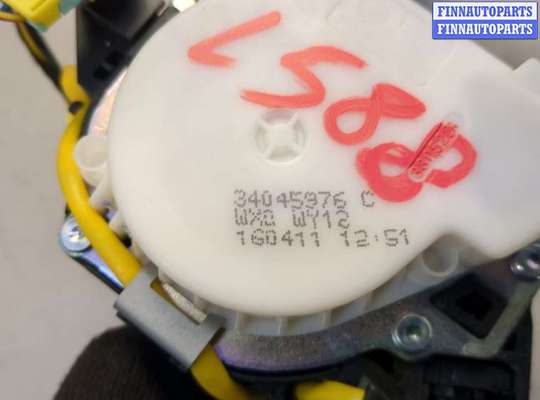 FINNAUTOPARTS
FINNAUTOPARTS
L588
34045976 C
WX0 WY12
160411 12:51